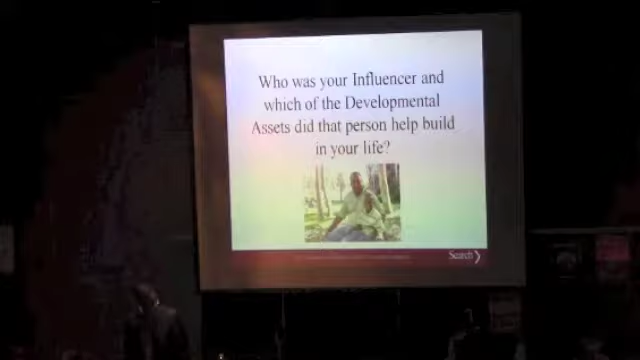 Who was your Influencer and
which of the Developmental
Assets did that person help build
in your life?
Search